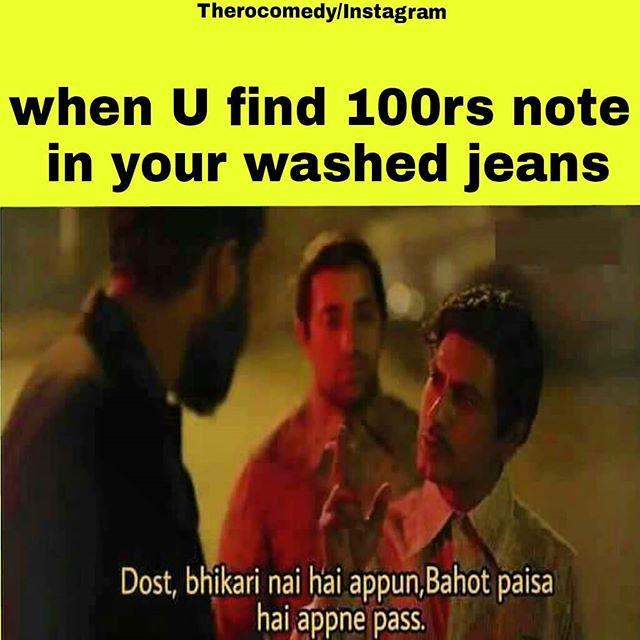 Therocomedy/Instagram
when U find 100rs note
in your washed jeans
Dost, bhikari nai hai appun,Bahot paisa
hai appne pass.